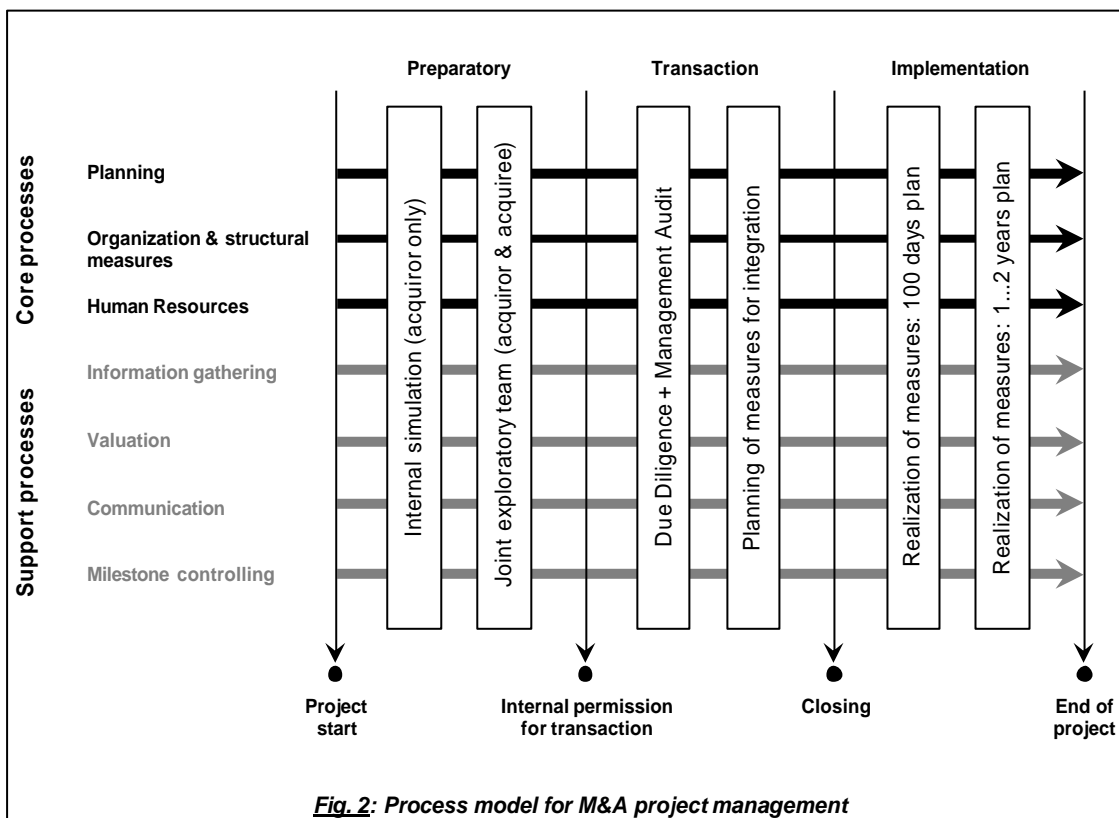 Preparatory
Transaction
Implementation
Core processes
Support processes
Planning
Organization & structural
measures
Human Resources
Information gathering
Valuation
Communication
Milestone controlling
Internal simulation (acquiror only)
Joint exploratory team (acquiror & acquiree)
Due Diligence + Management Audit
Planning of measures for integration
Realization of measures: 100 days plan
Realization of measures: 1...2 years plan
Project
start
Internal permission
for transaction
Closing
End of
project
Fig. 2: Process model for M&A project management